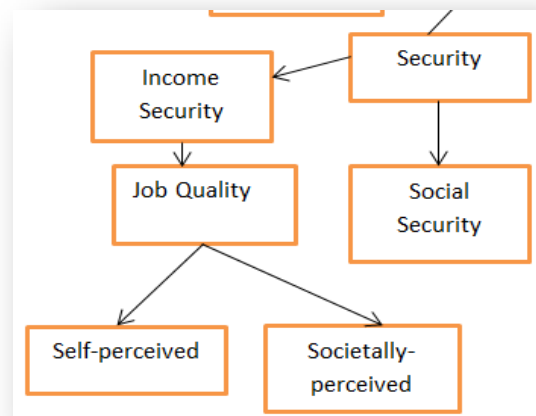 Security
Income
Security
Job Quality
Social
Security
Self-perceived
Societally-
perceived